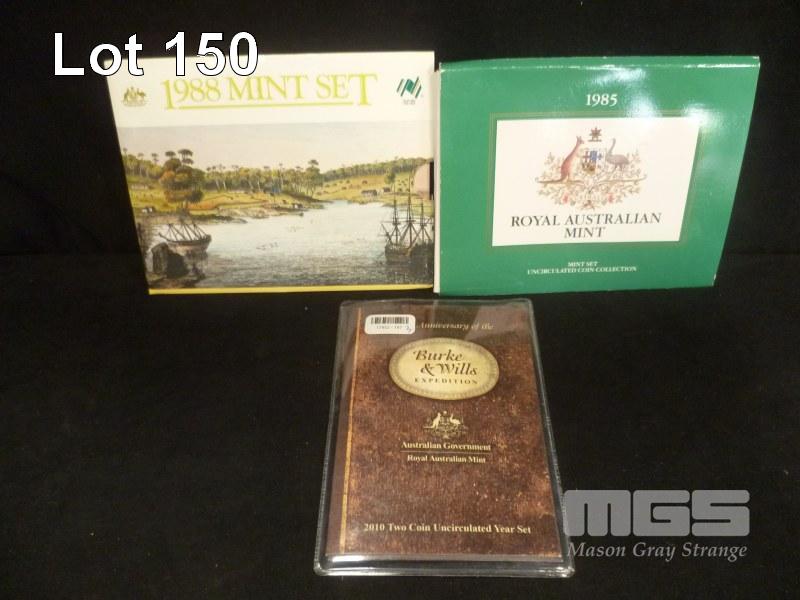 Lot 150
1988 MINT SET
1985
ROYAL AUSTRALIAN
MINT
MINT SET
UNCIRCULATED COIN COLLECTION
Anniversary of the
Burke
& Wills
EXPEDITION
Australian Government
Royal Australian Mint
2010 Two Coin Uncirculated Year Set
MGS
Mason Gray Strange